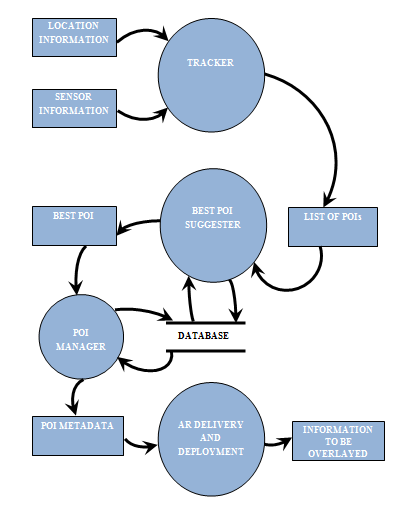 LOCATION
INFORMATION
TRACKER
SENSOR
INFORMATION
BEST POI
BEST POI
SUGGESTER
LIST OF POIs
POI
MANAGER
DATABASE
POI METADATA
AR DELIVERY
AND
DEPLOYMENT
INFORMATION
TO BE
OVERLAYED